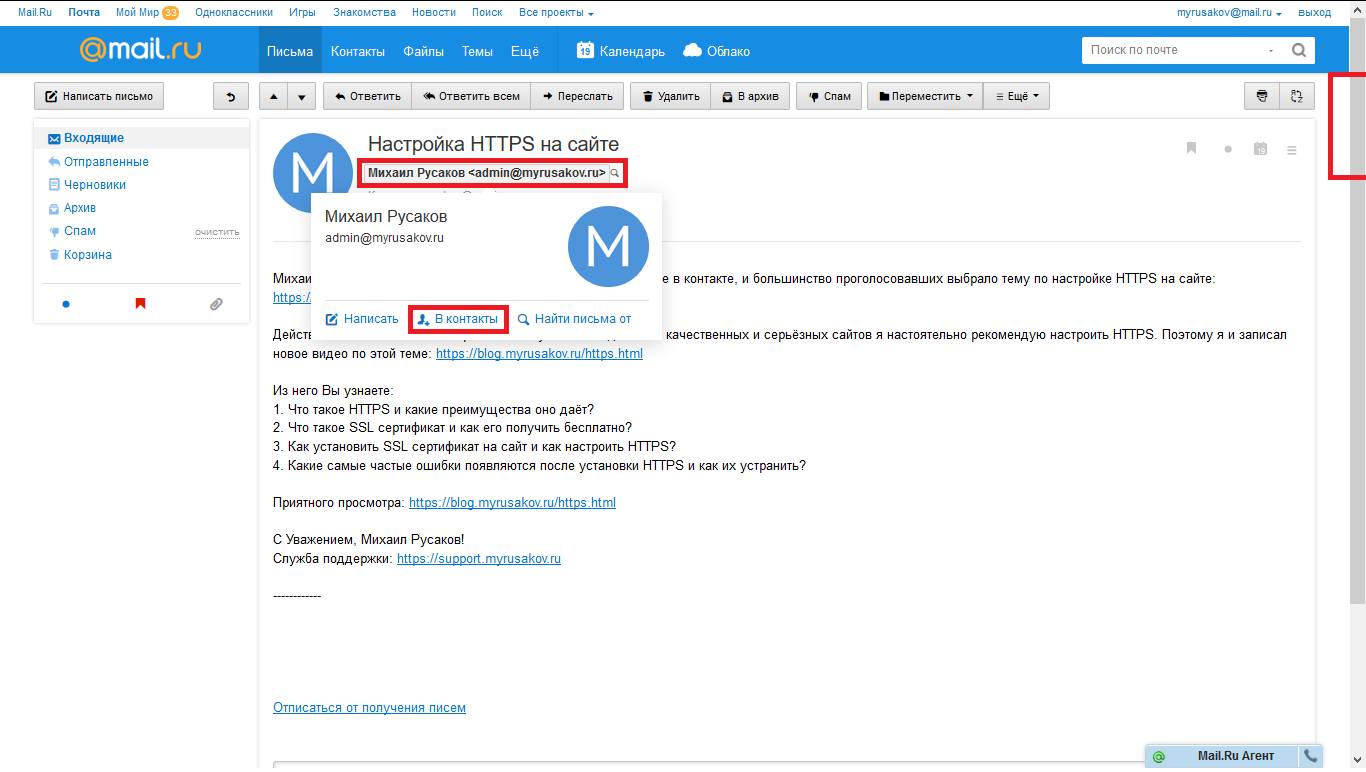 Mail.Ru Почта Мой Мир 33 Одноклассники Игры Знакомства Новости Поиск Все проекты myrusakov@mail.ru выход
@mail.ru Письма Контакты Файлы Темы Ещё 19 Календарь Облако Поиск по почте
Написать письмо Ответить Ответить всем Переслать Удалить В архив Спам Переместить Ещё
Входящие
Отправленные
Черновики
Архив
Спам очистить
Корзина
М
Настройка HTTPS на сайте
19
Михаил Русаков <admin@myrusakov.ru>
Михаил Русаков
admin@myrusakov.ru
М
Написать В контакты Найти письма от
в контакте, и большинство проголосовавших выбрало тему по настройке HTTPS на сайте:
https:/
качественных и серьёзных сайтов я настоятельно рекомендую настроить HTTPS. Поэтому я и записал
новое видео по этой теме: https://blog.myrusakov.ru/https.html
Из него Вы узнаете:
1. Что такое HTTPS и какие преимущества оно даёт?
2. Что такое SSL сертификат и как его получить бесплатно?
3. Как установить SSL сертификат на сайт и как настроить HTTPS?
4. Какие самые частые ошибки появляются после установки HTTPS и как их устранить?
Приятного просмотра: https://blog.myrusakov.ru/https.html
С Уважением, Михаил Русаков!
Служба поддержки: https://support.myrusakov.ru
------------
Отписаться от получения писем
Mail.Ru Агент